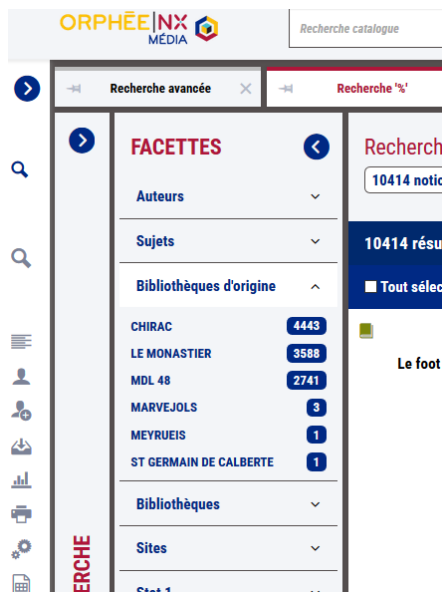 ORPHÉE|NX
MÉDIA
Recherche catalogue
Recherche avancée
Recherche '%'
FACETTES
Auteurs
Sujets
Bibliothèques d'origine
CHIRAC 4443
LE MONASTIER 3588
MDL 48 2741
MARVEJOLS 3
MEYRUEIS 1
ST GERMAIN DE CALBERTE 1
Bibliothèques
Sites
Stat 1
ERCHE
Recherch
10414 notic
10414 résu
Tout sélec
Le foot